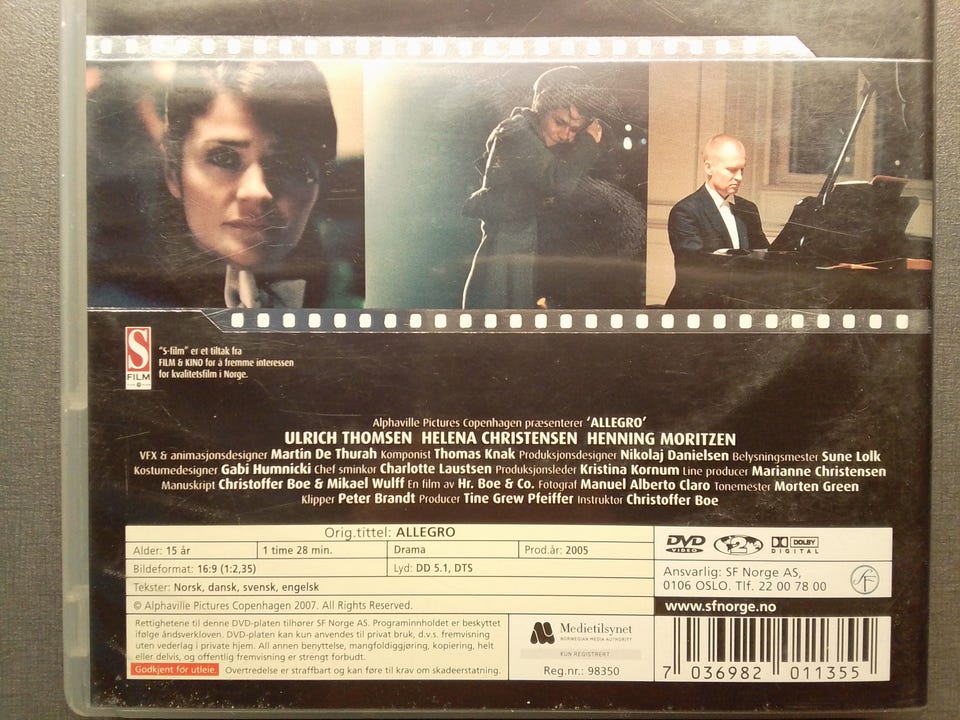 S
FILM
"S-film" er et tiltak fra
FILM & KINO for å fremme interessen
for kvalitetsfilm i Norge.
Alphaville Pictures Copenhagen præsenterer 'ALLEGRO'
ULRICH THOMSEN HELENA CHRISTENSEN HENNING MORITZEN
VFX & animasjonsdesigner Martin De Thurah Komponist Thomas Knak Produksjonsdesigner Nikolaj Danielsen Belysningsmester Sune Lolk
Kostumedesigner Gabi Humnicki Chef sminkör Charlotte Laustsen Produksjonsleder Kristina Kornum Line producer Marianne Christensen
Manuskript Christoffer Boe & Mikael Wulff En film av Hr. Boe & Co. Fotograf Manuel Alberto Claro Tonemester Morten Green
Klipper Peter Brandt Producer Tine Grew Pfeiffer Instruktør Christoffer Boe
Orig.tittel: ALLEGRO
Alder: 15 år 1 time 28 min. Drama Prod.år: 2005
Bildeformat: 16:9 (1:2,35) Lyd: DD 5.1, DTS
Tekster: Norsk, dansk, svensk, engelsk
© Alphaville Pictures Copenhagen 2007. All Rights Reserved.
Rettighetene til denne DVD-platen tilhører SF Norge AS. Programinnholdet er beskyttet
ifølge åndsverkloven. DVD-platen kan kun anvendes til privat bruk, d.v.s. fremvisning
uten vederlag i private hjem. All annen benyttelse, mangfoldiggjøring, kopiering, helt
eller delvis, og offentlig fremvisning er strengt forbudt.
Godkjent for utleie. Overtredelse er straffbart og kan føre til krav om skadeerstatning.
DVD VIDEO 2 DOLBY DIGITAL
Ansvarlig: SF Norge AS,
0106 OSLO. Tlf. 22 00 78 00
SF
www.sfnorge.no
Medietilsynet
NORWEGIAN MEDIA AUTHORITY
KUN REGISTRERT
Reg.nr.: 98350
7 036982 011355